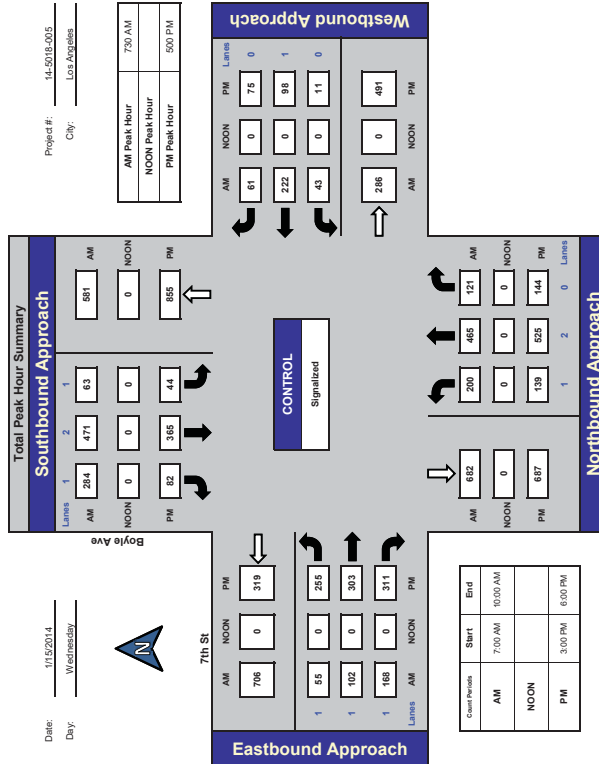 Total Peak Hour Summary
Date: 1/15/2014
Day: Wednesday
Project #: 14-5018-005
City: Los Angeles
N
AM Peak Hour 730 AM
NOON Peak Hour
PM Peak Hour 500 PM
Southbound Approach
Boyle Ave
Lanes 1 2 1
AM 284 471 63 581 AM
NOON 0 0 0 0 NOON
PM 82 365 44 855 PM
Westbound Approach
AM NOON PM Lanes
61 0 75 0
222 0 98 1
43 0 11 0
286 0 491
AM NOON PM
CONTROL
Signalized
7th St
AM NOON PM
706 0 319
1 55 0 255
1 102 0 303
1 168 0 311
Lanes AM NOON PM
Eastbound Approach
AM 682 200 465 121 AM
NOON 0 0 0 0 NOON
PM 687 139 525 144 PM
1 2 0 Lanes
Northbound Approach
Count Periods Start End
AM 7:00 AM 10:00 AM
NOON
PM 3:00 PM 6:00 PM